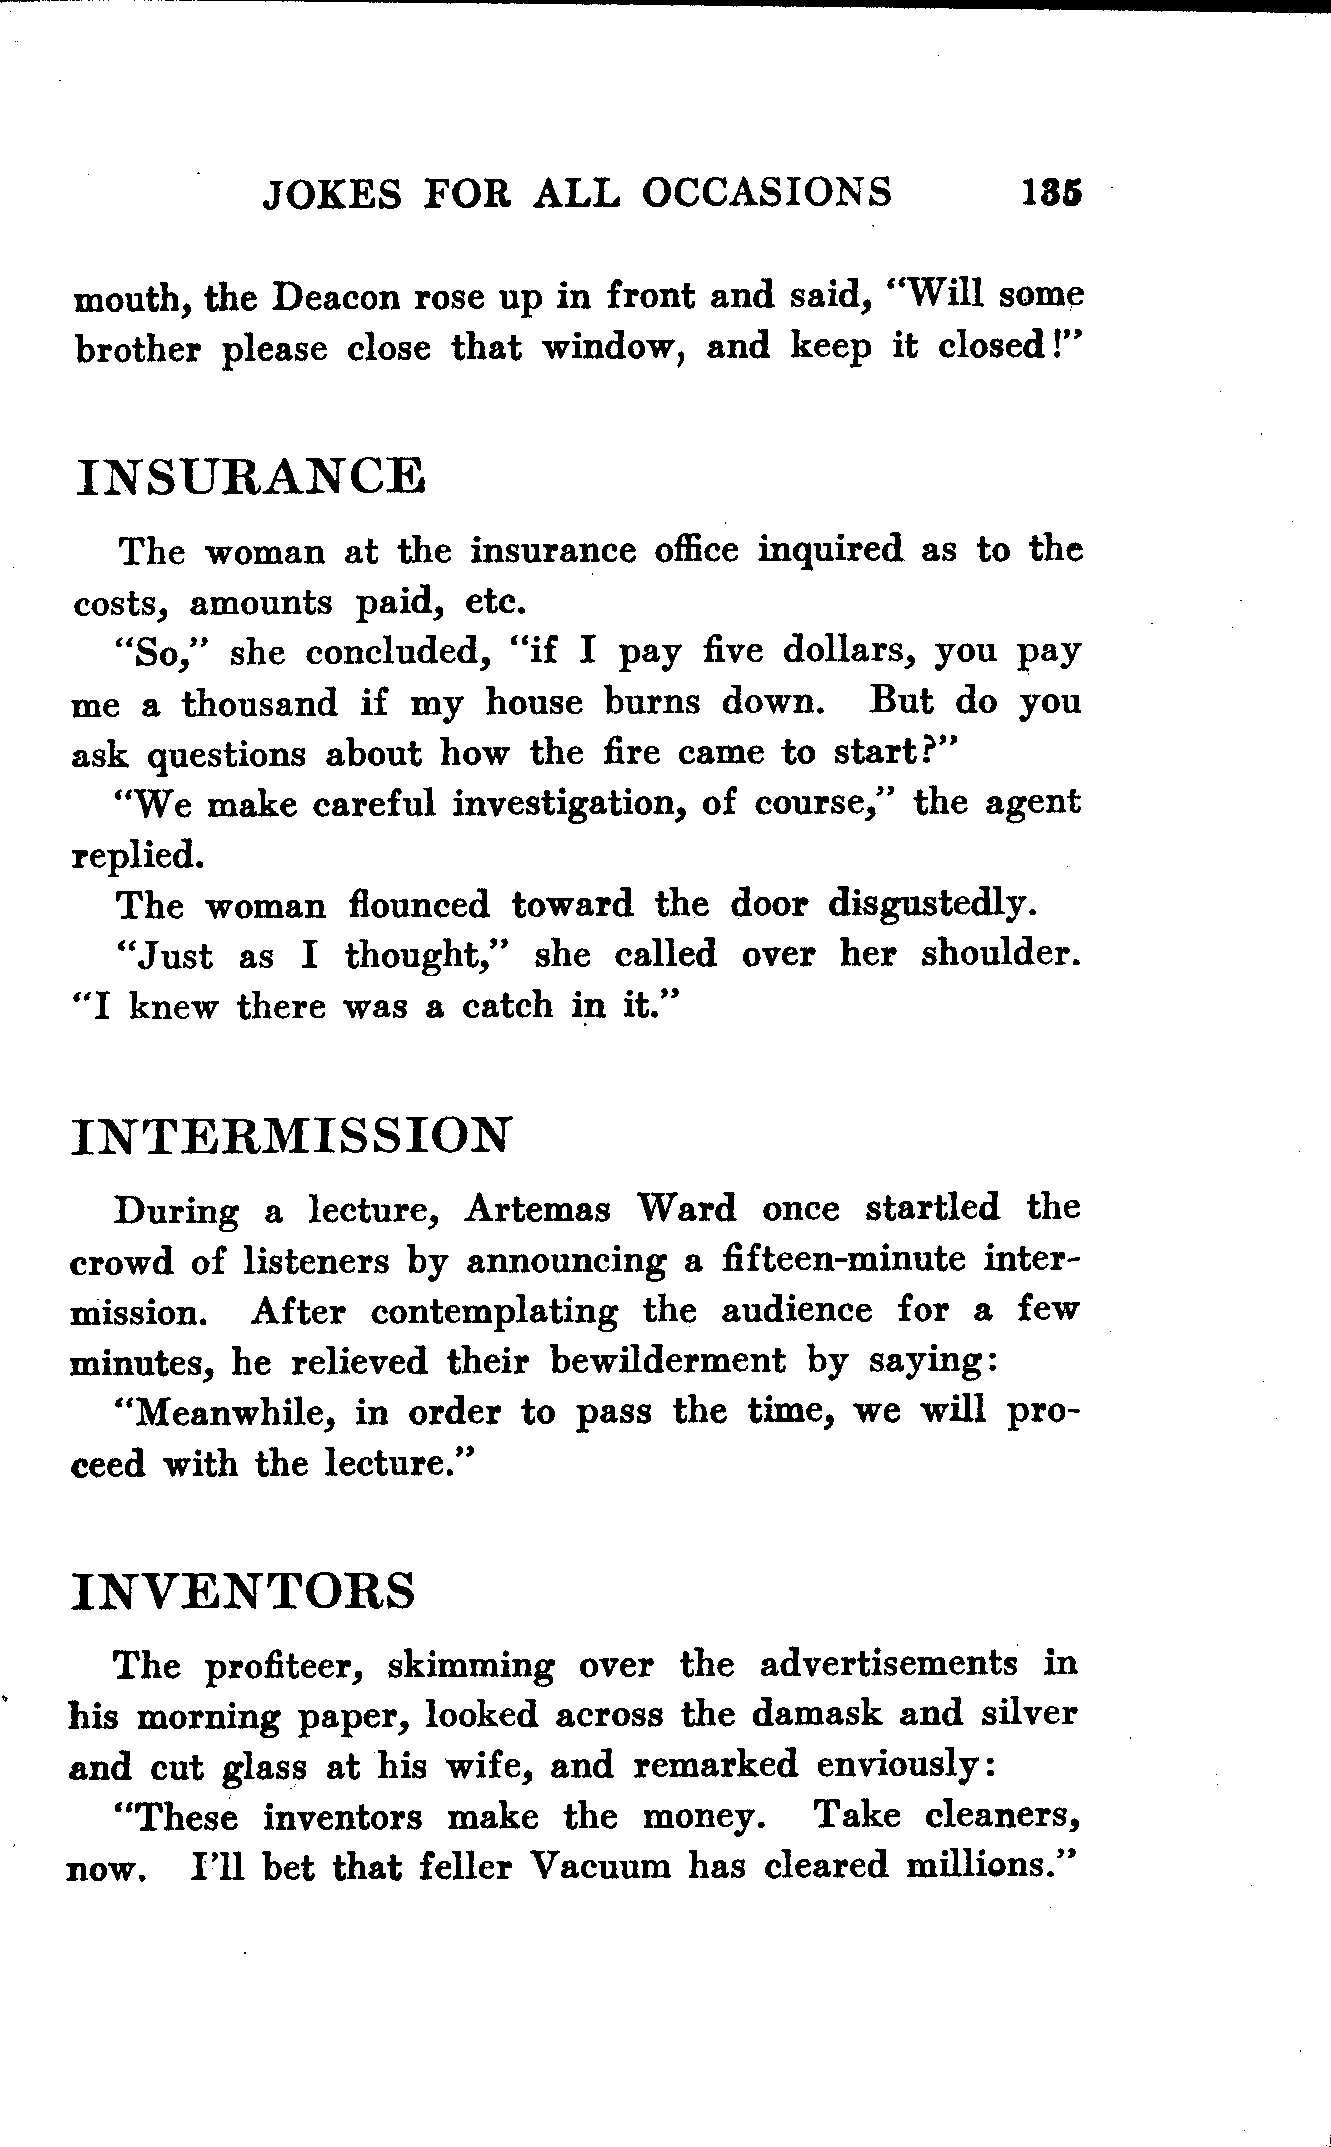 JOKES FOR ALL OCCASIONS 135
mouth, the Deacon rose up in front and said, "Will some
brother please close that window, and keep it closed!"
INSURANCE
The woman at the insurance office inquired as to the
costs, amounts paid, etc.
"So," she concluded, "if I pay five dollars, you pay
me a thousand if my house burns down. But do you
ask questions about how the fire came to start?"
"We make careful investigation, of course," the agent
replied.
The woman flounced toward the door disgustedly.
"Just as I thought," she called over her shoulder.
"I knew there was a catch in it."
INTERMISSION
During a lecture, Artemas Ward once startled the
crowd of listeners by announcing a fifteen-minute inter-
mission. After contemplating the audience for a few
minutes, he relieved their bewilderment by saying:
"Meanwhile, in order to pass the time, we will pro-
ceed with the lecture."
INVENTORS
The profiteer, skimming over the advertisements in
his morning paper, looked across the damask and silver
and cut glass at his wife, and remarked enviously:
"These inventors make the money. Take cleaners,
now. I'll bet that feller Vacuum has cleared millions."